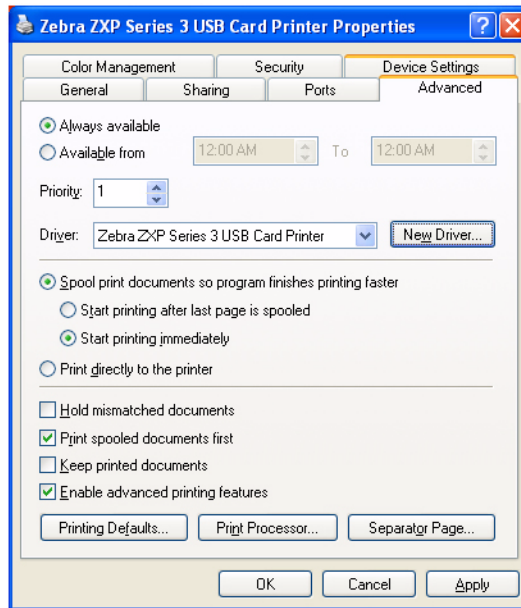 Zebra ZXP Series 3 USB Card Printer Properties
Color Management Security Device Settings
General Sharing Ports Advanced
Always available
Available from 12:00 AM To 12:00 AM
Priority: 1
Driver: Zebra ZXP Series 3 USB Card Printer New Driver...
Spool print documents so program finishes printing faster
Start printing after last page is spooled
Start printing immediately
Print directly to the printer
Hold mismatched documents
Print spooled documents first
Keep printed documents
Enable advanced printing features
Printing Defaults... Print Processor... Separator Page...
OK Cancel Apply